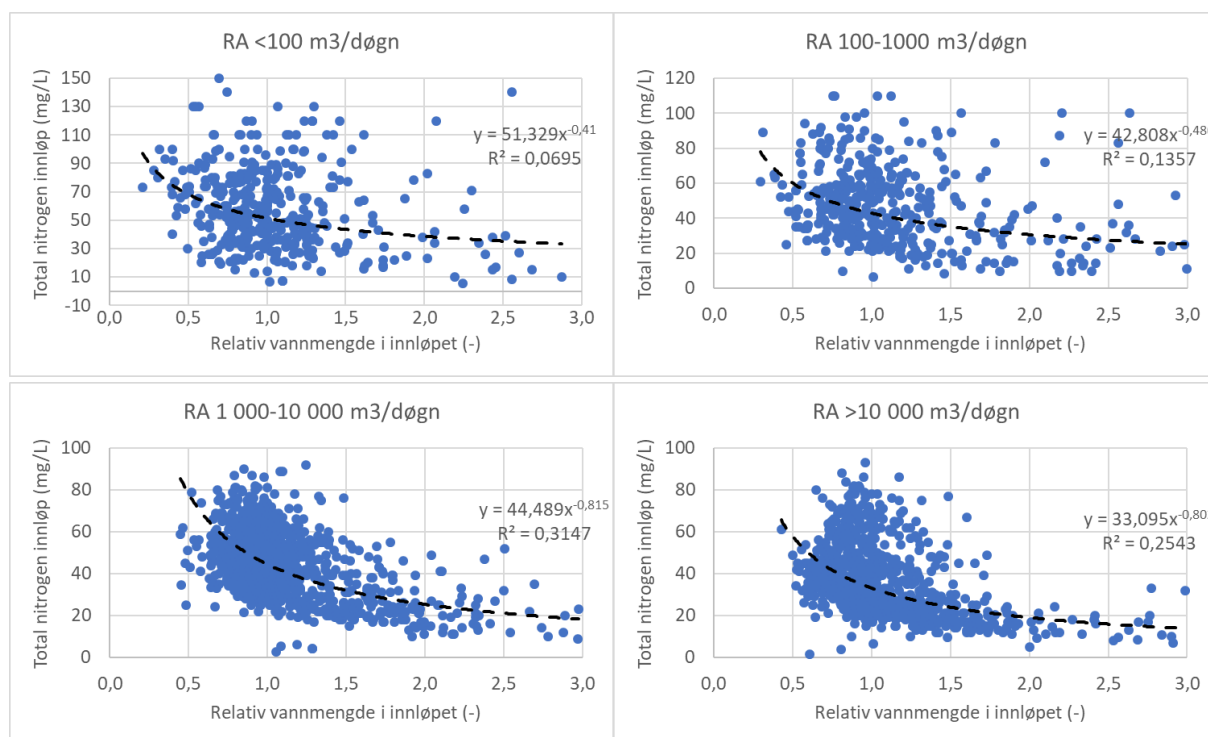 RA <100 m3/døgn
Total nitrogen innløp (mg/L)
150
130
110
90
70
50
30
10
-10
y = 51,329x^-0,41
R² = 0,0695
0,0 0,5 1,0 1,5 2,0 2,5 3,0
Relativ vannmengde i innløpet (-)
RA 100-1000 m3/døgn
Total nitrogen innløp (mg/L)
120
100
80
60
40
20
0
y = 42,808x^-0,48
R² = 0,1357
0,0 0,5 1,0 1,5 2,0 2,5 3,0
Relativ vannmengde i innløpet (-)
RA 1 000-10 000 m3/døgn
Total nitrogen innløp (mg/L)
100
80
60
40
20
0
y = 44,489x^-0,815
R² = 0,3147
0,0 0,5 1,0 1,5 2,0 2,5 3,0
Relativ vannmengde i innløpet (-)
RA >10 000 m3/døgn
Total nitrogen innløp (mg/L)
100
80
60
40
20
0
y = 33,095x^-0,80
R² = 0,2543
0,0 0,5 1,0 1,5 2,0 2,5 3,0
Relativ vannmengde i innløpet (-)